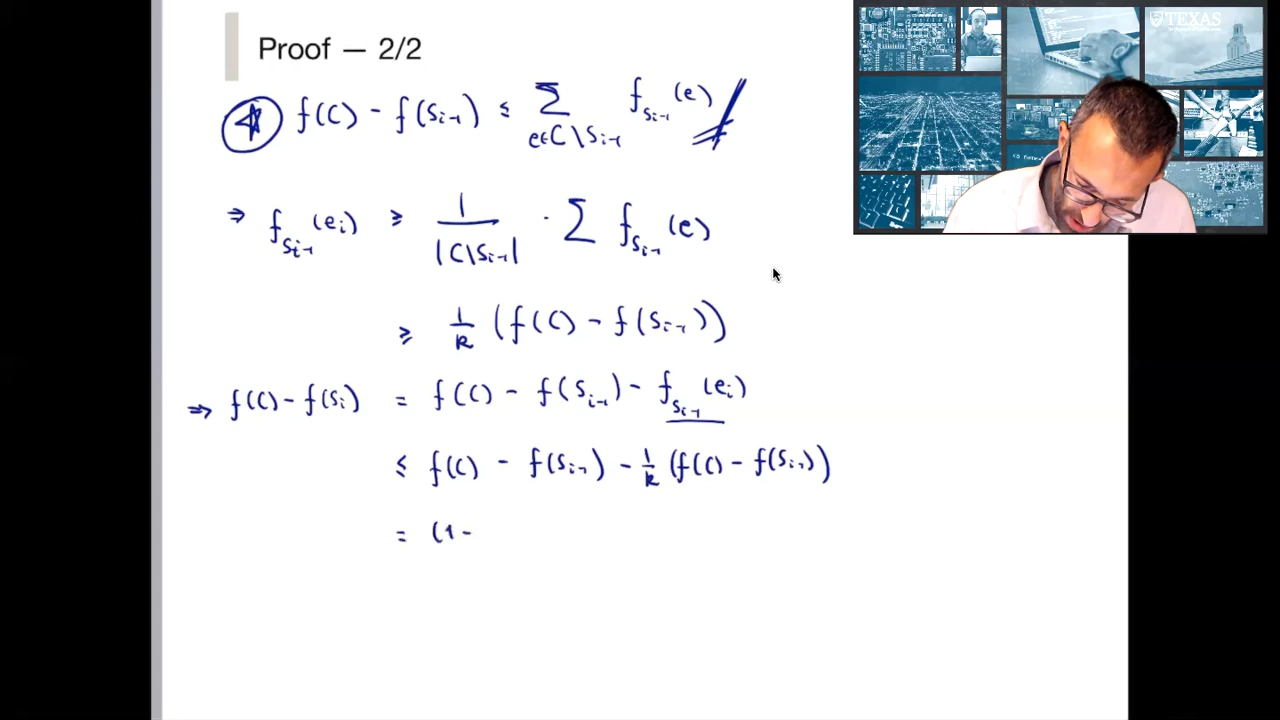 Proof — 2/2
TEXAS
④ f(C) - f(S_{i-1}) ≤ Σ_{e∈C\S_{i-1}} f_{S_{i-1}}(e)
⇒ f_{S_{i-1}}(e_i) ≥ 1/|C\S_{i-1}| · Σ f_{S_{i-1}}(e)
≥ 1/k (f(C) - f(S_{i-1}))
⇒ f(C) - f(S_i) = f(C) - f(S_{i-1}) - f_{S_{i-1}}(e_i)
≤ f(C) - f(S_{i-1}) - 1/k (f(C) - f(S_{i-1}))
= (1 -